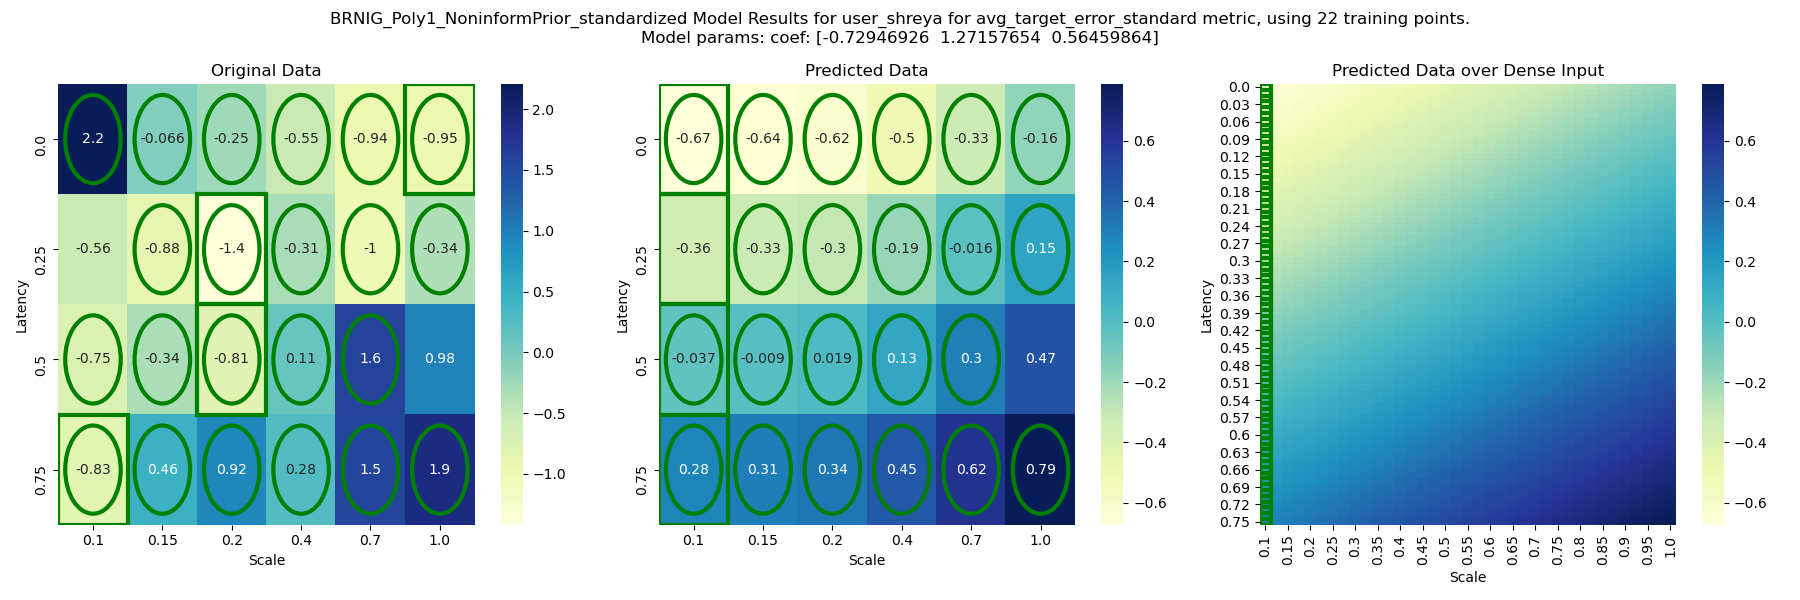 BRNIG_Poly1_NoninformPrior_standardized Model Results for user_shreya for avg_target_error_standard metric, using 22 training points.
Model params: coef: [-0.72946926  1.27157654  0.56459864]
Original Data
2.2 -0.066 -0.25 -0.55 -0.94 -0.95
-0.56 -0.88 -1.4 -0.31 -1 -0.34
-0.75 -0.34 -0.81 0.11 1.6 0.98
-0.83 0.46 0.92 0.28 1.5 1.9
0.0
0.25
0.5
0.75
Latency
0.1 0.15 0.2 0.4 0.7 1.0
Scale
2.0
1.5
1.0
0.5
0.0
−0.5
−1.0
Predicted Data
-0.67 -0.64 -0.62 -0.5 -0.33 -0.16
-0.36 -0.33 -0.3 -0.19 -0.016 0.15
-0.037 -0.009 0.019 0.13 0.3 0.47
0.28 0.31 0.34 0.45 0.62 0.79
0.0
0.25
0.5
0.75
Latency
0.1 0.15 0.2 0.4 0.7 1.0
Scale
0.6
0.4
0.2
0.0
−0.2
−0.4
−0.6
Predicted Data over Dense Input
0.0
0.03
0.06
0.09
0.12
0.15
0.18
0.21
0.24
0.27
0.3
0.33
0.36
0.39
0.42
0.45
0.48
0.51
0.54
0.57
0.6
0.63
0.66
0.69
0.72
0.75
Latency
0.1 0.15 0.2 0.25 0.3 0.35 0.4 0.45 0.5 0.55 0.6 0.65 0.7 0.75 0.8 0.85 0.9 0.95 1.0
Scale
0.6
0.4
0.2
0.0
−0.2
−0.4
−0.6